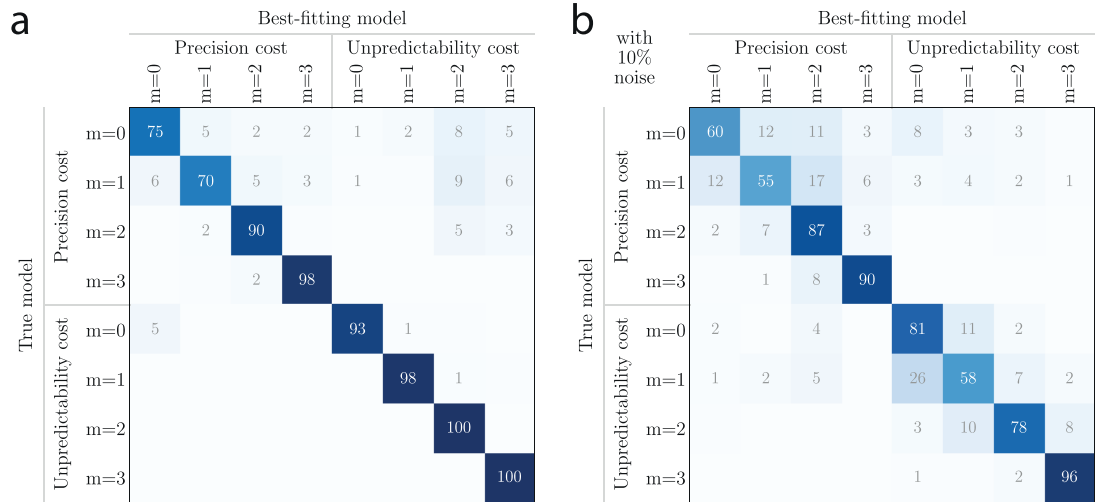 a
Best-fitting model
Precision cost Unpredictability cost
m=0 m=1 m=2 m=3 m=0 m=1 m=2 m=3
True model
Precision cost
Unpredictability cost
m=0 75 5 2 2 1 2 8 5
m=1 6 70 5 3 1 9 6
m=2 2 90 5 3
m=3 2 98
m=0 5 93 1
m=1 98 1
m=2 100
m=3 100
b
with
10%
noise
Best-fitting model
Precision cost Unpredictability cost
m=0 m=1 m=2 m=3 m=0 m=1 m=2 m=3
True model
Precision cost
Unpredictability cost
m=0 60 12 11 3 8 3 3
m=1 12 55 17 6 3 4 2 1
m=2 2 7 87 3
m=3 1 8 90
m=0 2 4 81 11 2
m=1 1 2 5 26 58 7 2
m=2 3 10 78 8
m=3 1 2 96